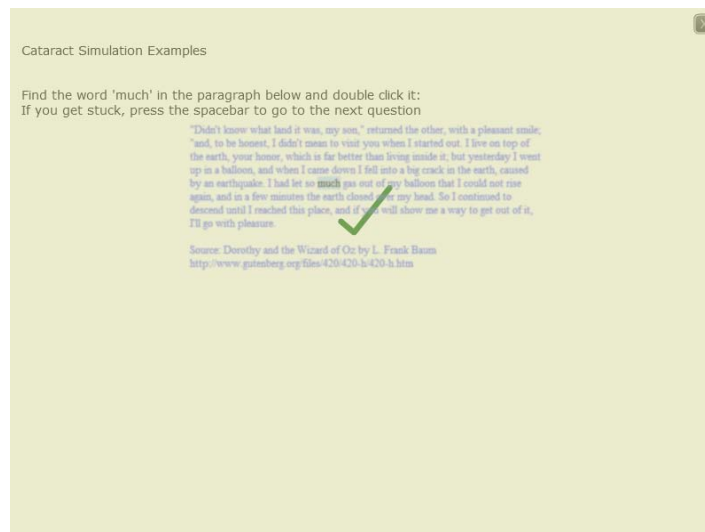 Cataract Simulation Examples
Find the word 'much' in the paragraph below and double click it:
If you get stuck, press the spacebar to go to the next question
"Didn't know what land it was, my son," returned the other, with a pleasant smile;
"and, to be honest, I didn't mean to visit you when I started out. I live on top of
the earth, your honor, which is far better than living inside it; but yesterday I went
up in a balloon, and when I came down I fell into a big crack in the earth, caused
by an earthquake. I had let so much gas out of my balloon that I could not rise
again, and in a few minutes the earth closed over my head. So I continued to
descend until I reached this place, and if you will show me a way to get out of it,
I'll go with pleasure.
Source: Dorothy and the Wizard of Oz by L. Frank Baum
http://www.gutenberg.org/files/420/420-h/420-h.htm